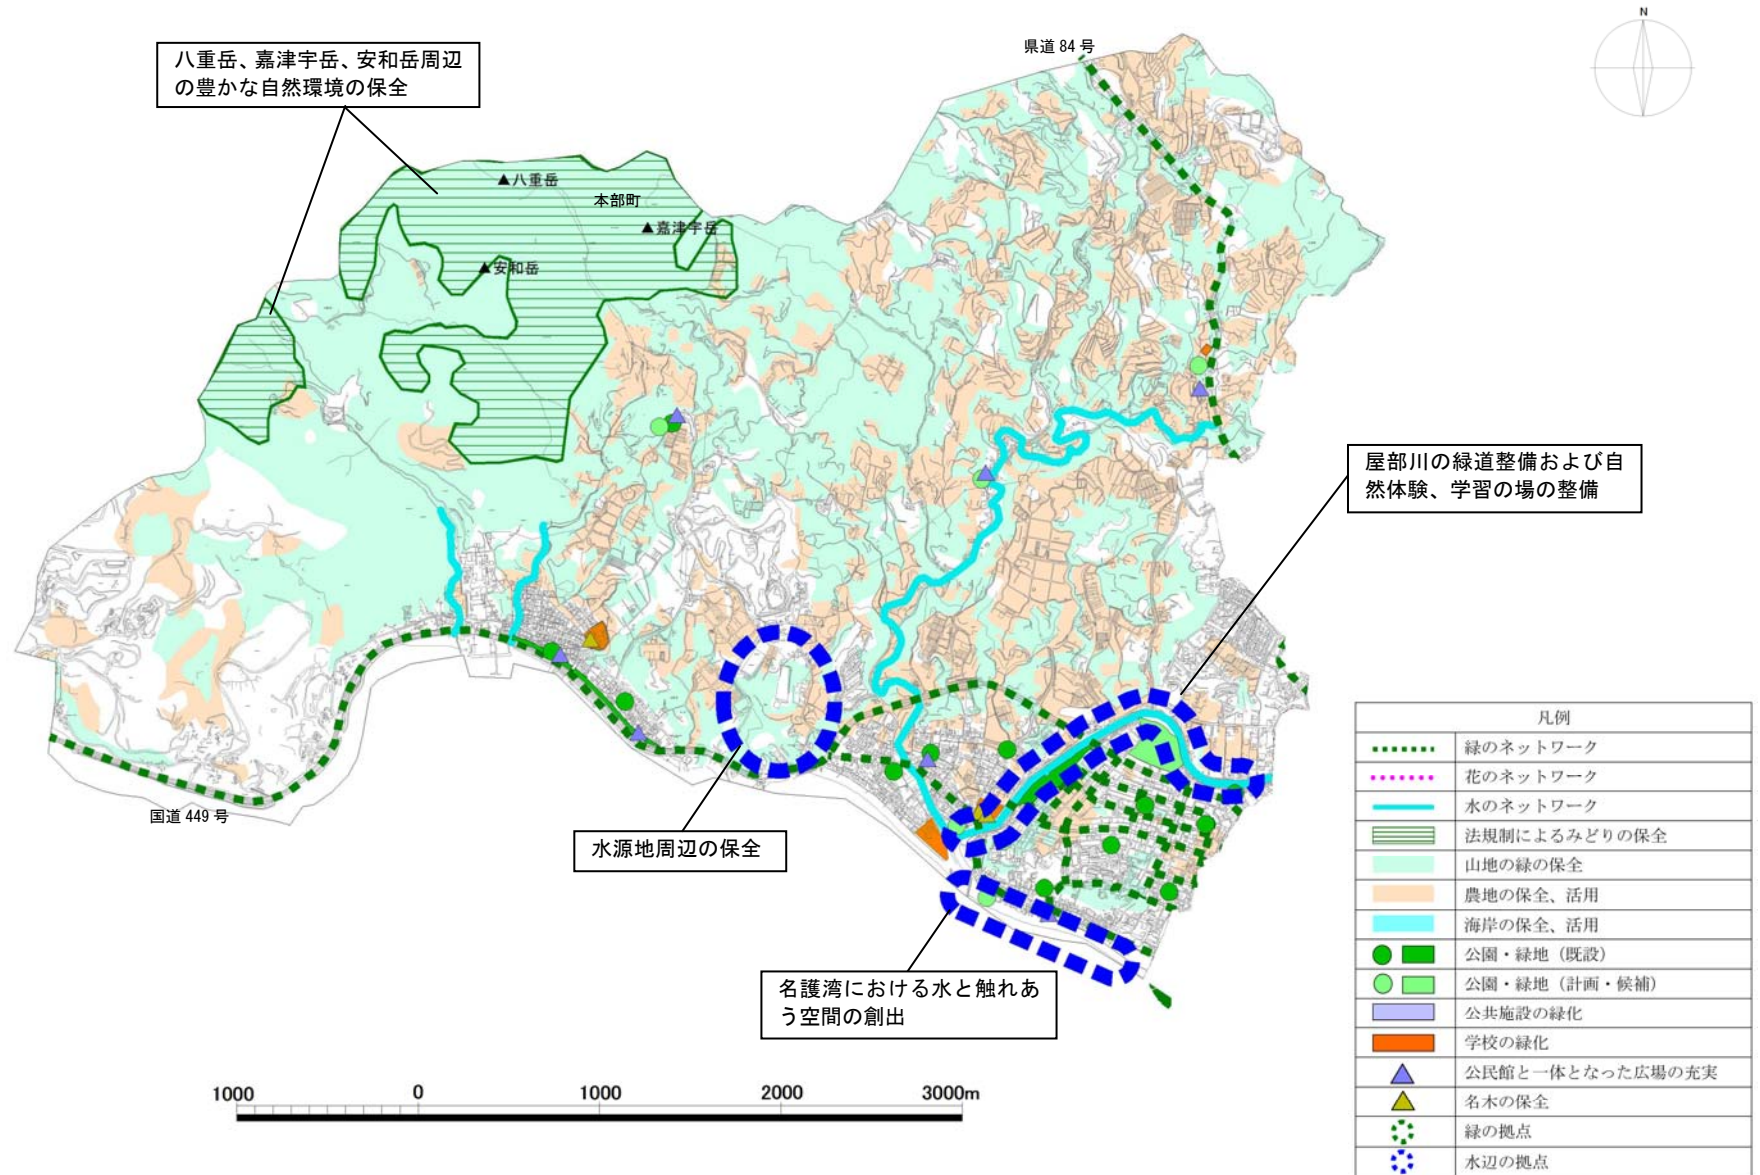 N
県道 84 号
八重岳、嘉津宇岳、安和岳周辺
の豊かな自然環境の保全
▲八重岳
本部町
▲嘉津宇岳
▲安和岳
屋部川の緑道整備および自
然体験、学習の場の整備
国道 449 号
水源地周辺の保全
名護湾における水と触れあ
う空間の創出
1000 0 1000 2000 3000m
凡例
緑のネットワーク
花のネットワーク
水のネットワーク
法規制によるみどりの保全
山地の緑の保全
農地の保全、活用
海岸の保全、活用
公園・緑地（既設）
公園・緑地（計画・候補）
公共施設の緑化
学校の緑化
公民館と一体となった広場の充実
名木の保全
緑の拠点
水辺の拠点